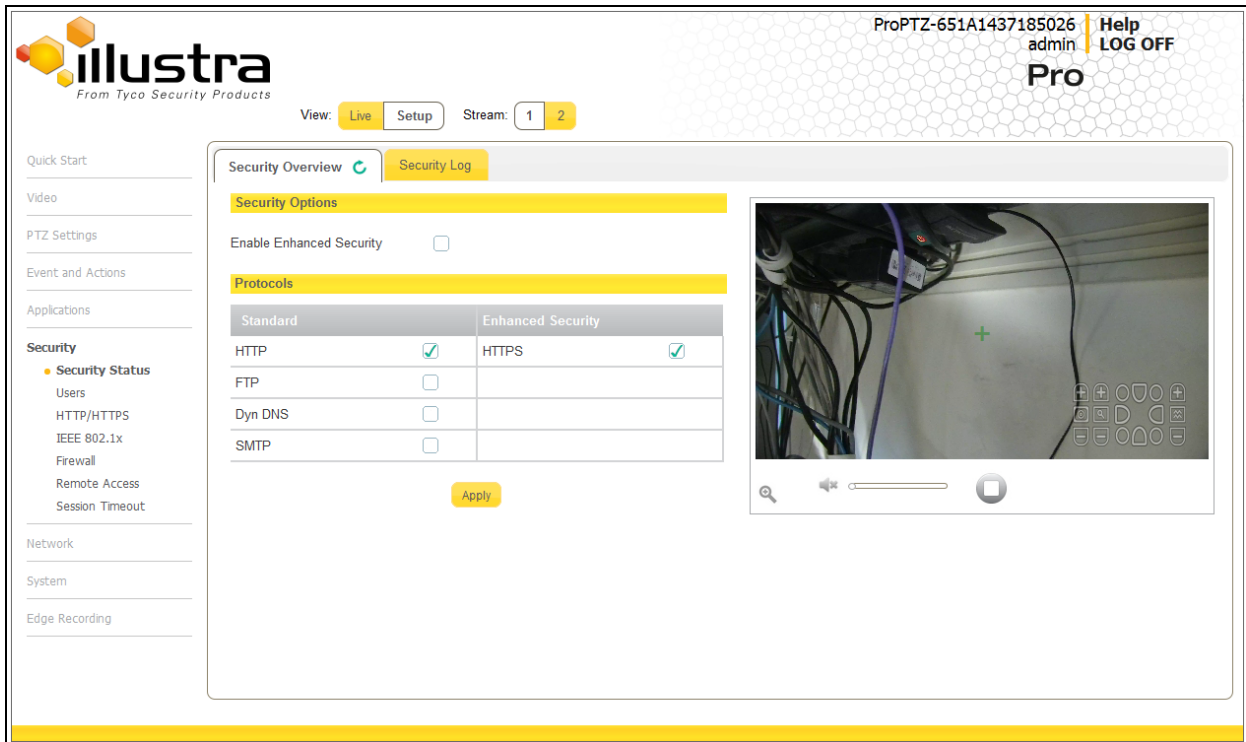 illustra
From Tyco Security Products
ProPTZ-651A1437185026 Help
admin LOG OFF
Pro
View: Live Setup Stream: 1 2
Quick Start
Video
PTZ Settings
Event and Actions
Applications
Security
Security Status
Users
HTTP/HTTPS
IEEE 802.1x
Firewall
Remote Access
Session Timeout
Network
System
Edge Recording
Security Overview Security Log
Security Options
Enable Enhanced Security
Protocols
Standard Enhanced Security
HTTP HTTPS
FTP
Dyn DNS
SMTP
Apply